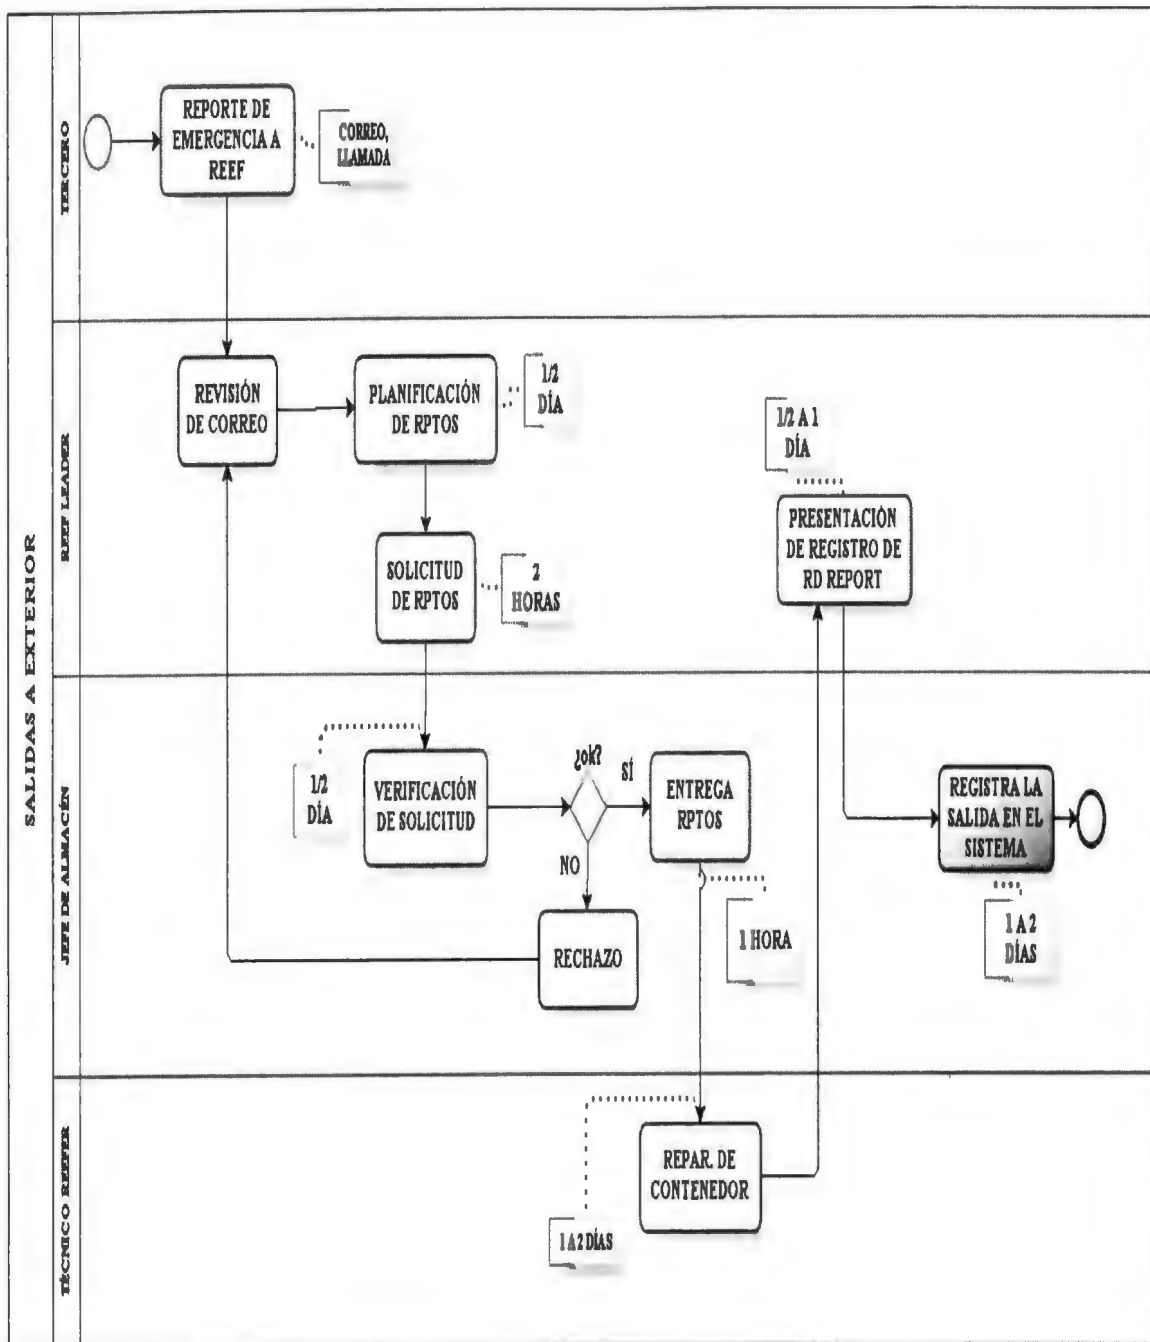 SALIDAS A EXTERIOR
TERCERO
REPORTE DE
EMERGENCIA A
REEF
CORREO,
LLAMADA
REEF LEADER
REVISIÓN
DE CORREO
PLANIFICACIÓN
DE RPTOS
1/2
DÍA
SOLICITUD
DE RPTOS
2
HORAS
1/2 A 1
DÍA
PRESENTACIÓN
DE REGISTRO DE
RD REPORT
JEFE DE ALMACÉN
1/2
DÍA
VERIFICACIÓN
DE SOLICITUD
¿ok?
SÍ
NO
ENTREGA
RPTOS
RECHAZO
1 HORA
REGISTRA LA
SALIDA EN EL
SISTEMA
1 A 2
DÍAS
TÉCNICO REEFER
REPAR. DE
CONTENEDOR
1 A 2 DÍAS